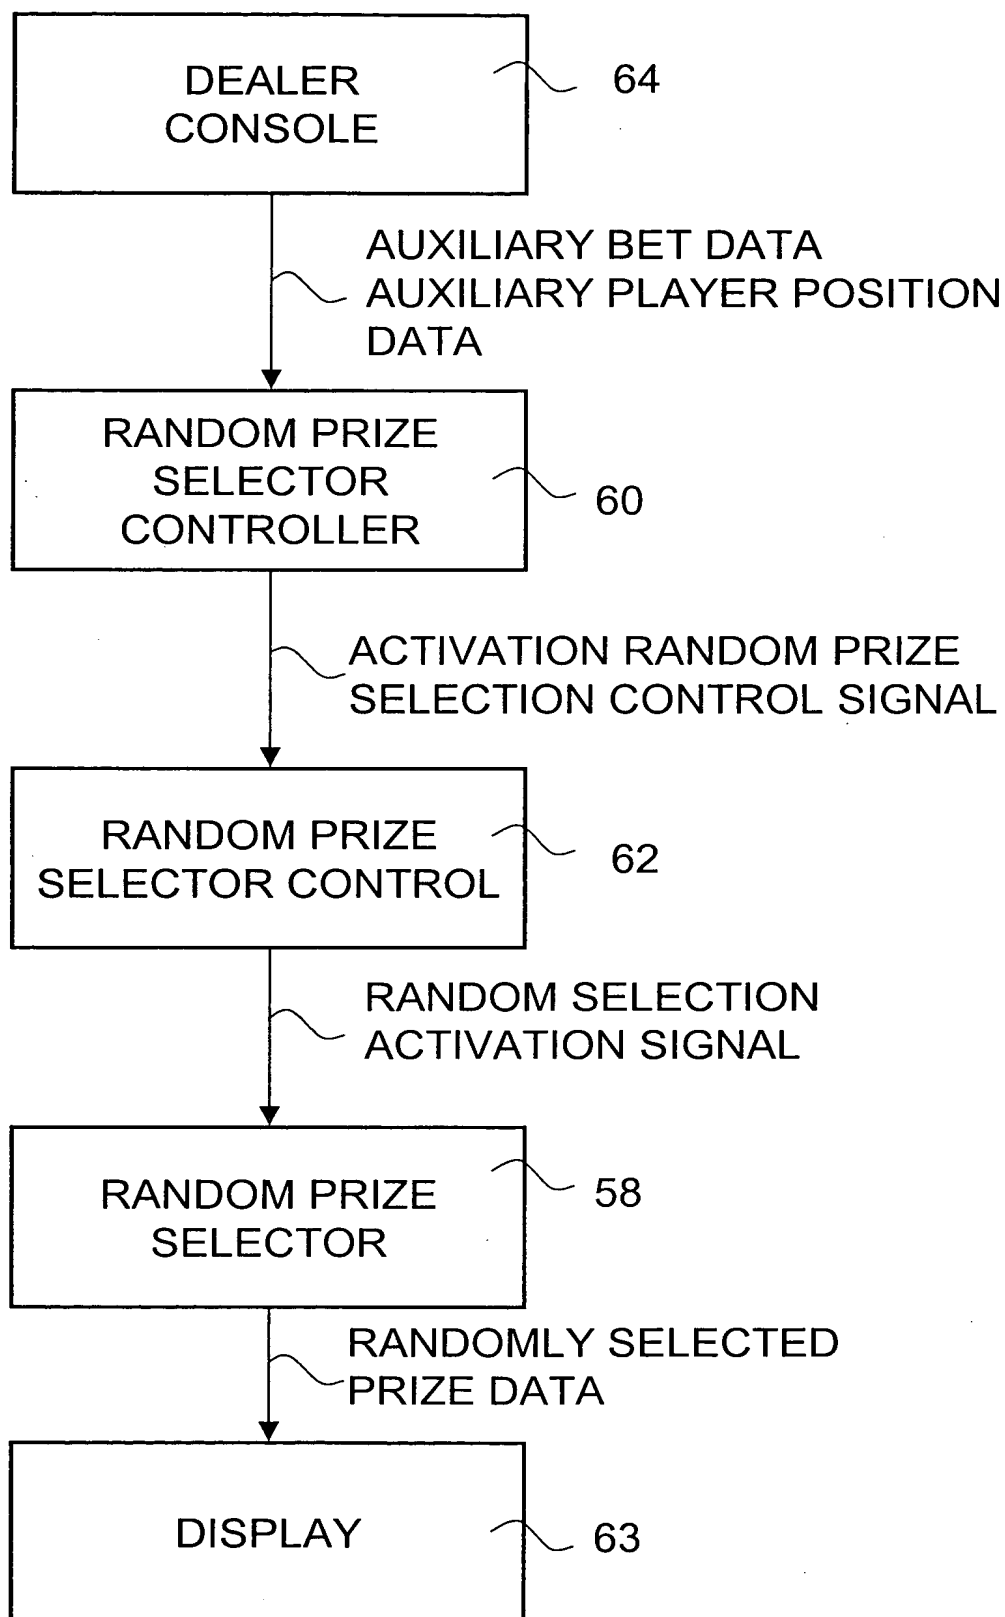 DEALER
CONSOLE
64
AUXILIARY BET DATA
AUXILIARY PLAYER POSITION
DATA
RANDOM PRIZE
SELECTOR
CONTROLLER
60
ACTIVATION RANDOM PRIZE
SELECTION CONTROL SIGNAL
RANDOM PRIZE
SELECTOR CONTROL
62
RANDOM SELECTION
ACTIVATION SIGNAL
RANDOM PRIZE
SELECTOR
58
RANDOMLY SELECTED
PRIZE DATA
DISPLAY
63